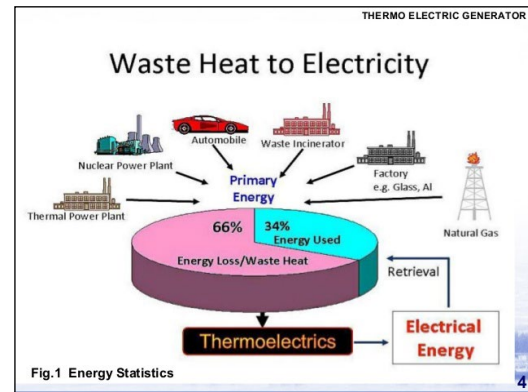 THERMO ELECTRIC GENERATOR
Waste Heat to Electricity
Automobile
Waste Incinerator
Nuclear Power Plant
Factory
e.g. Glass, Al
Primary
Energy
Thermal Power Plant
Natural Gas
66%
34%
Energy Used
Energy Loss/Waste Heat
Retrieval
Thermoelectrics
Electrical
Energy
Fig.1 Energy Statistics
4